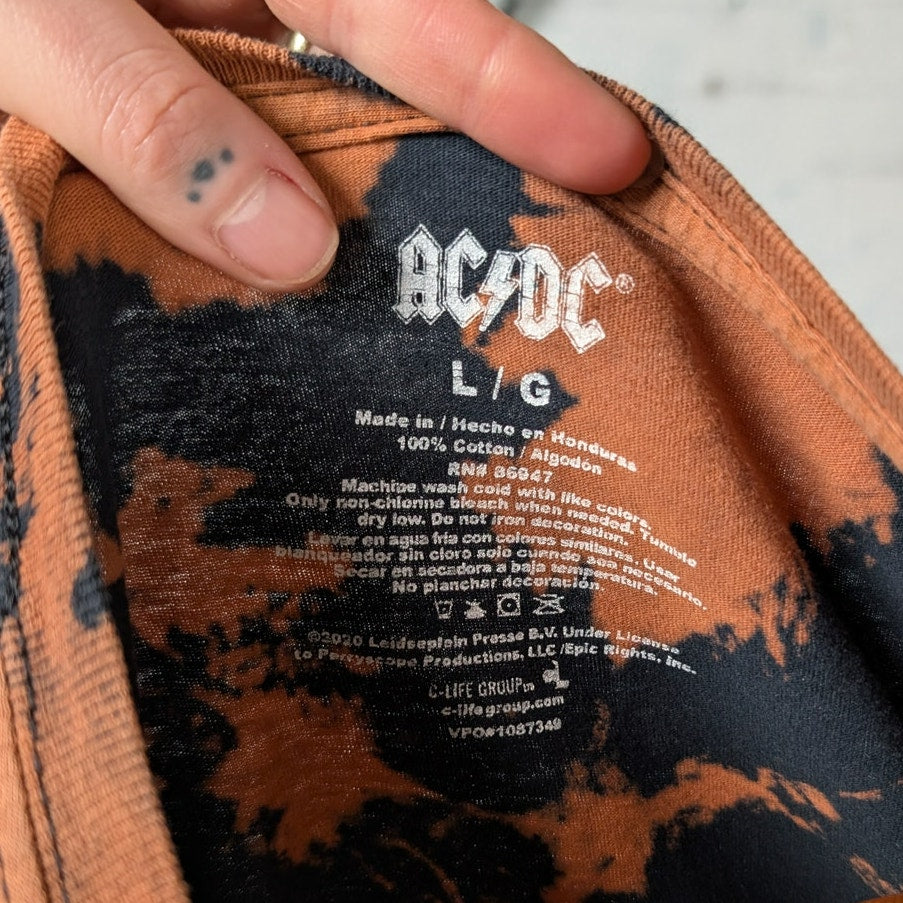 AC/DC®
L / G
Made in / Hecho en Honduras
100% Cotton / Algodón
RN# 86947
Machine wash cold with like colors.
Only non-chlorine bleach when needed. Tumble
dry low. Do not iron decoration.
Lavar en agua fria con colores similares. Usar
blanqueador sin cloro solo cuando sea necesario.
Secar en secadora a baja temperatura.
No planchar decoración.
©2020 Leidseplein Presse B.V. Under License
to Perryscope Productions, LLC /Epic Rights, Inc.
C-LIFE GROUP
c-lifegroup.com
VPO#1087349